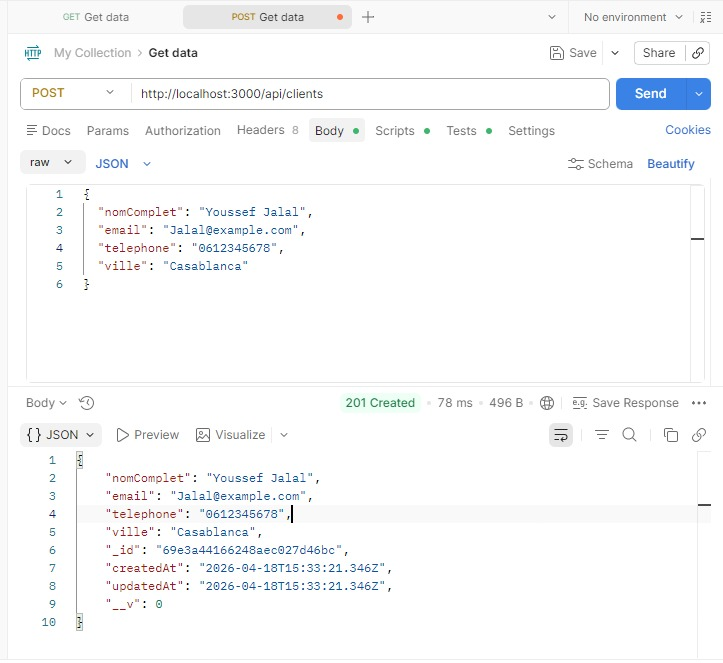 GET Get data POST Get data No environment
HTTP My Collection > Get data Save Share
POST http://localhost:3000/api/clients Send
Docs Params Authorization Headers 8 Body Scripts Tests Settings Cookies
raw JSON Schema Beautify
1 {
2 "nomComplet": "Youssef Jalal",
3 "email": "Jalal@example.com",
4 "telephone": "0612345678",
5 "ville": "Casablanca"
6 }
Body 201 Created 78 ms 496 B e.g. Save Response
{} JSON Preview Visualize
1 {
2 "nomComplet": "Youssef Jalal",
3 "email": "Jalal@example.com",
4 "telephone": "0612345678",
5 "ville": "Casablanca",
6 "_id": "69e3a44166248aec027d46bc",
7 "createdAt": "2026-04-18T15:33:21.346Z",
8 "updatedAt": "2026-04-18T15:33:21.346Z",
9 "__v": 0
10 }